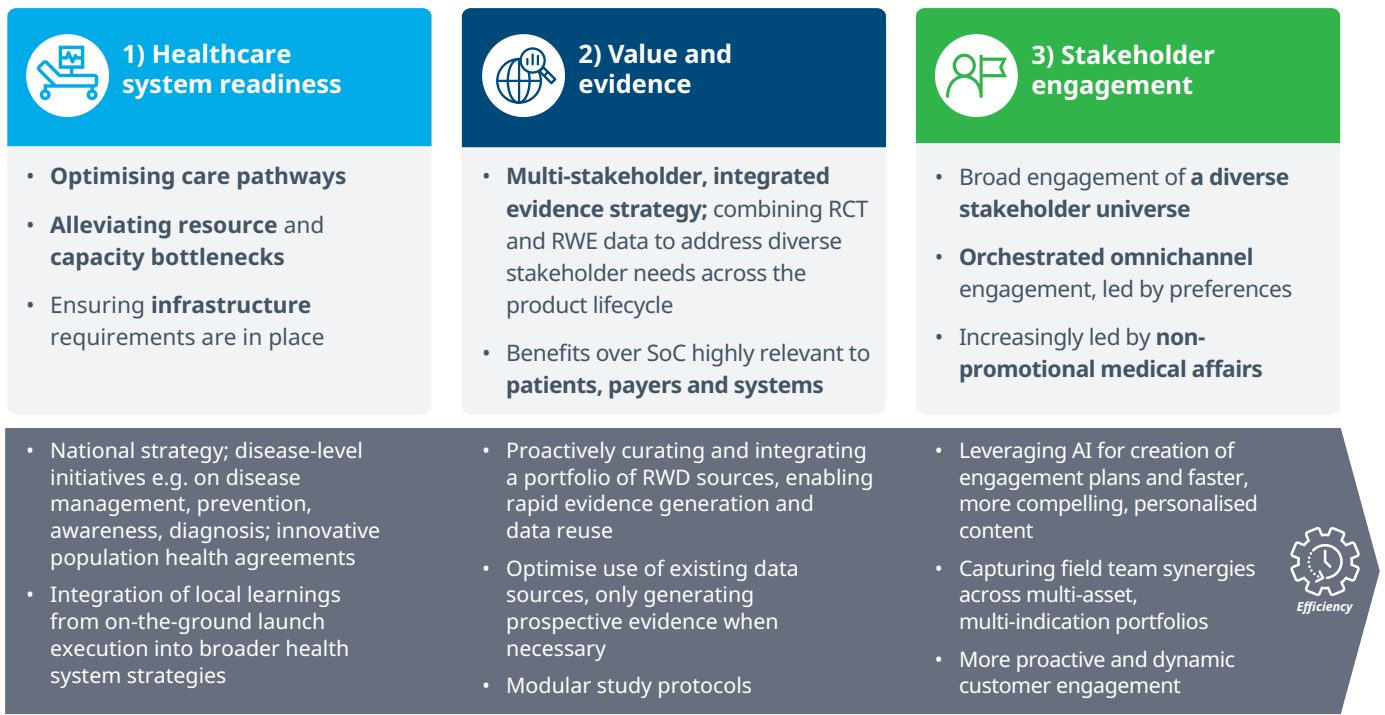 1) Healthcare
system readiness
• Optimising care pathways
• Alleviating resource and
capacity bottlenecks
• Ensuring infrastructure
requirements are in place
2) Value and
evidence
• Multi-stakeholder, integrated
evidence strategy; combining RCT
and RWE data to address diverse
stakeholder needs across the
product lifecycle
• Benefits over SoC highly relevant to
patients, payers and systems
3) Stakeholder
engagement
• Broad engagement of a diverse
stakeholder universe
• Orchestrated omnichannel
engagement, led by preferences
• Increasingly led by non-
promotional medical affairs
• National strategy; disease-level
initiatives e.g. on disease
management, prevention,
awareness, diagnosis; innovative
population health agreements
• Integration of local learnings
from on-the-ground launch
execution into broader health
system strategies
• Proactively curating and integrating
a portfolio of RWD sources, enabling
rapid evidence generation and
data reuse
• Optimise use of existing data
sources, only generating
prospective evidence when
necessary
• Modular study protocols
• Leveraging AI for creation of
engagement plans and faster,
more compelling, personalised
content
• Capturing field team synergies
across multi-asset,
multi-indication portfolios
• More proactive and dynamic
customer engagement
Efficiency